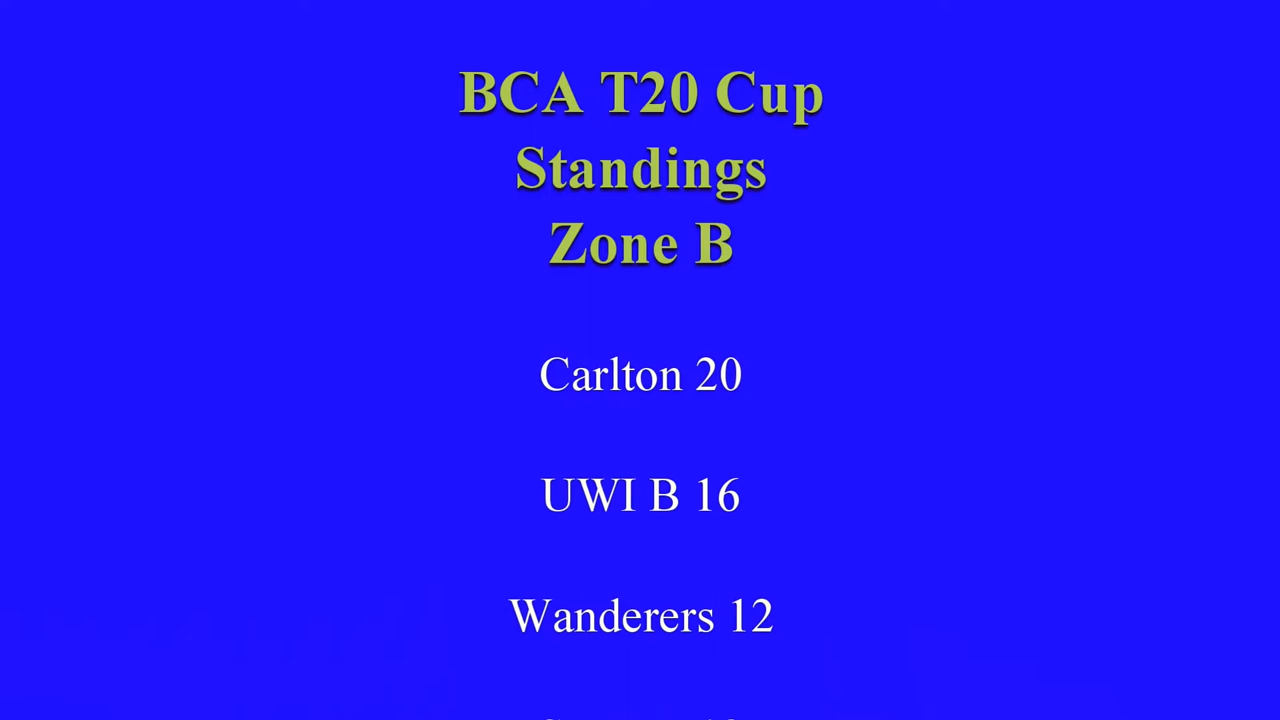 BCA T20 Cup
Standings
Zone B
Carlton 20
UWI B 16
Wanderers 12